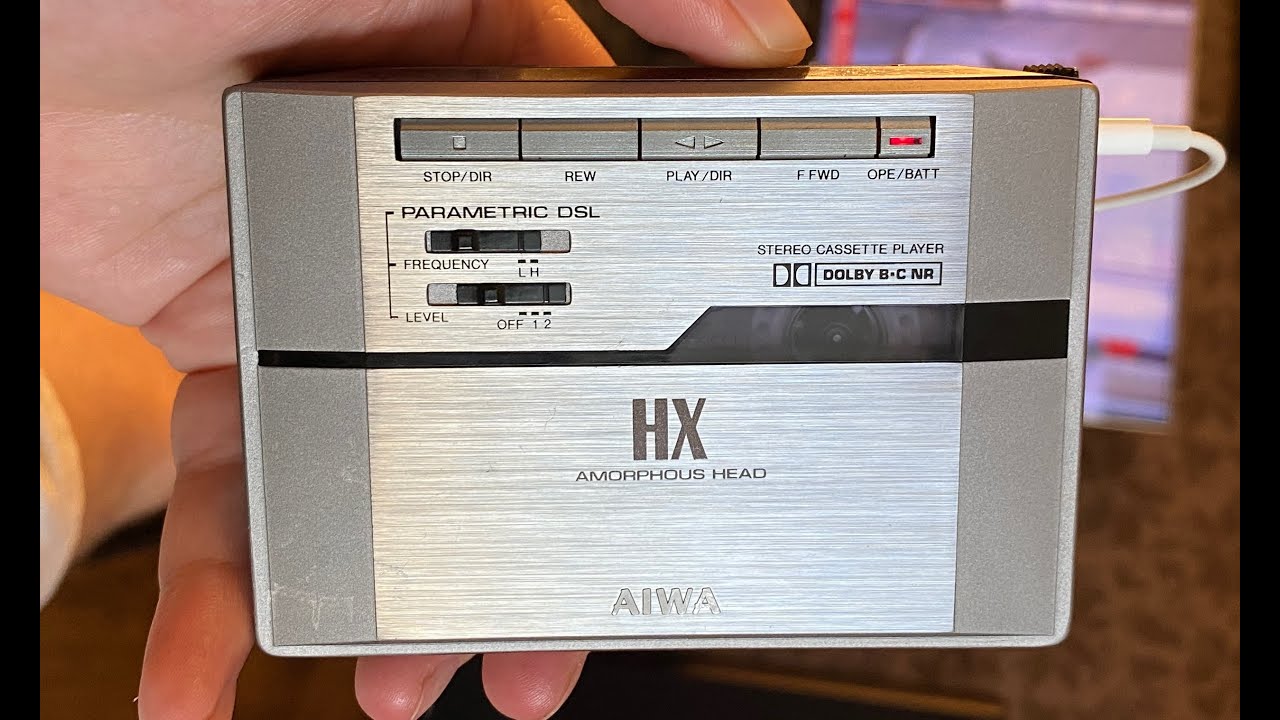 STOP/DIR REW PLAY/DIR F FWD OPE/BATT
PARAMETRIC DSL
FREQUENCY L H
LEVEL OFF 1 2
STEREO CASSETTE PLAYER
DOLBY B·C NR
HX
AMORPHOUS HEAD
AIWA